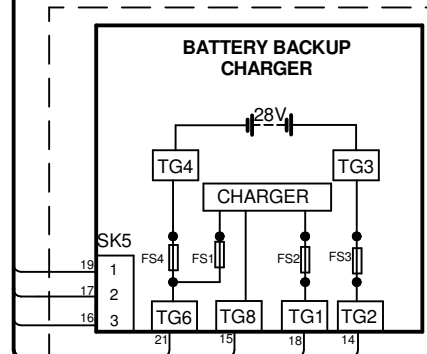 BATTERY BACKUP
CHARGER
28V
TG4
TG3
CHARGER
SK5
FS4
FS1
FS2
FS3
19
1
17
2
16
3
TG6
TG8
TG1
TG2
21
15
18
14